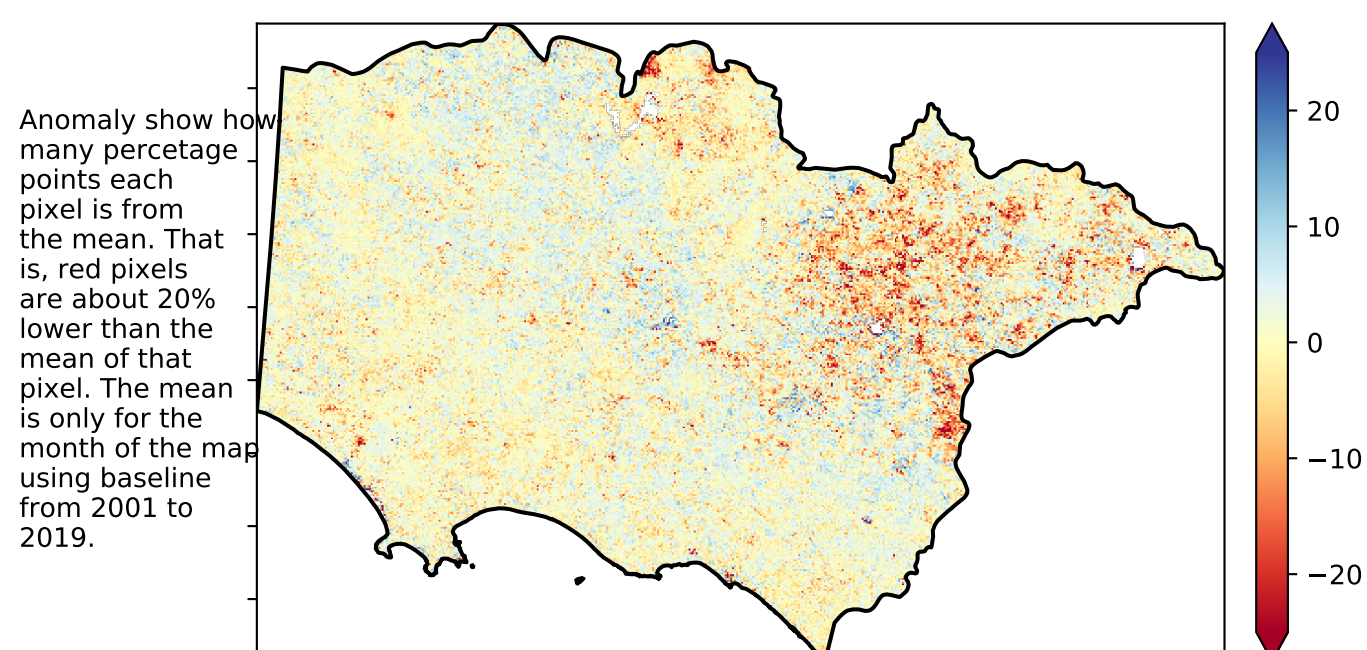 Anomaly show how
many percetage
points each
pixel is from
the mean. That
is, red pixels
are about 20%
lower than the
mean of that
pixel. The mean
is only for the
month of the map
using baseline
from 2001 to
2019.
20
10
0
−10
−20